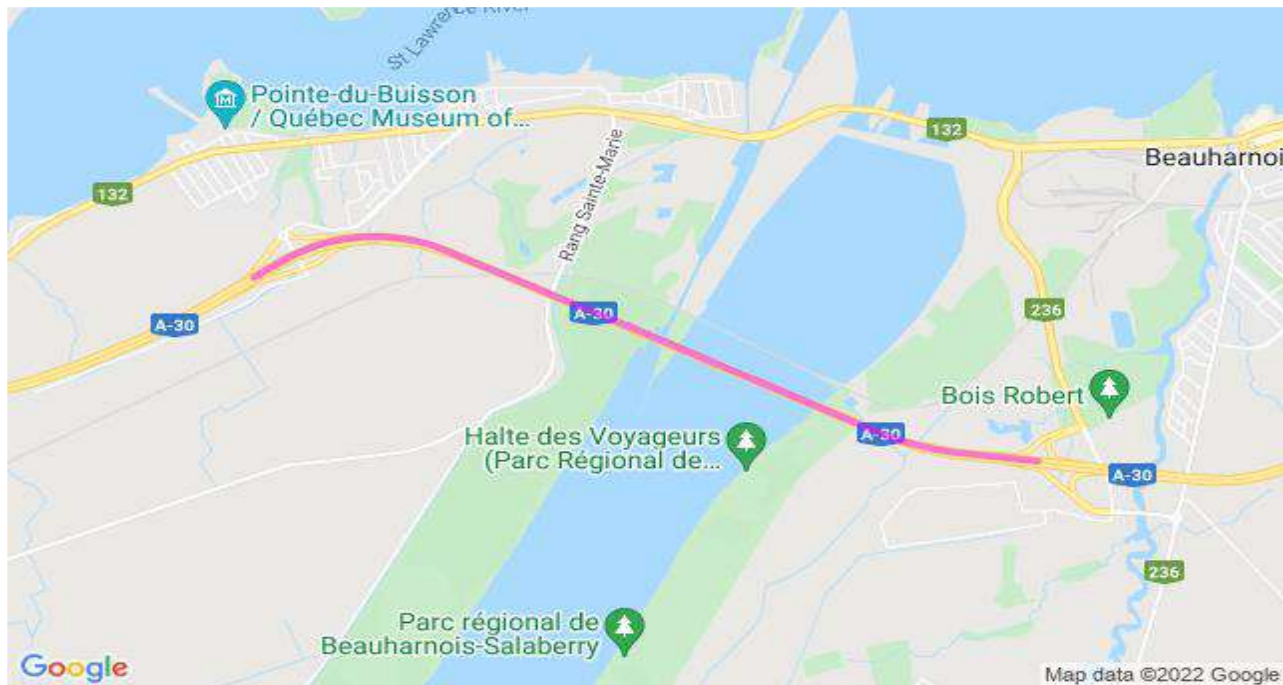 St Lawrence River
Pointe-du-Buisson
/ Québec Museum of...
132
Beauharnoi
132
Rang Sainte-Marie
A-30
A-30
236
Bois Robert
A-30
Halte des Voyageurs
(Parc Régional de...
A-30
236
Parc régional de
Beauharnois-Salaberry
Google
Map data ©2022 Google